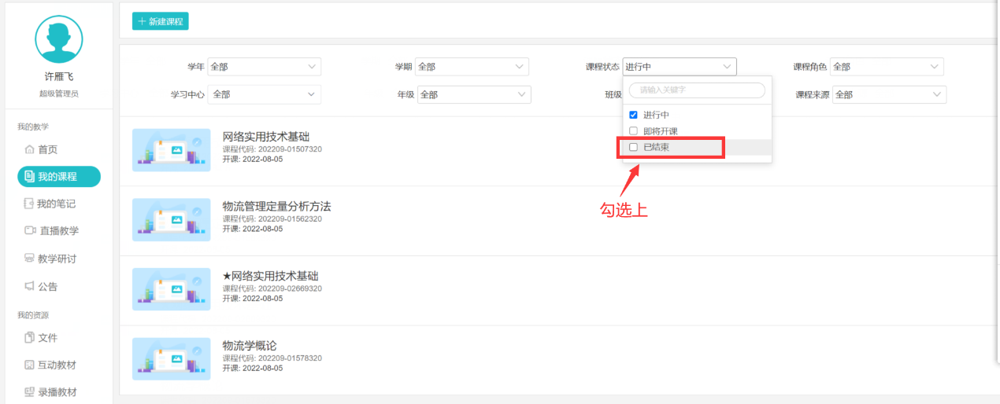 许雁飞
超级管理员
我的教学
首页
我的课程
我的笔记
直播教学
教学研讨
公告
我的资源
文件
互动教材
录播教材
+ 新建课程
学年 全部 学期 全部 课程状态 进行中 课程角色 全部
学习中心 全部 年级 全部 班级 课程来源 全部
请输入关键字
进行中
即将开课
已结束
勾选上
网络实用技术基础
课程代码: 202209-01507320
开课: 2022-08-05
物流管理定量分析方法
课程代码: 202209-01562320
开课: 2022-08-05
★网络实用技术基础
课程代码: 202209-02669320
开课: 2022-08-05
物流学概论
课程代码: 202209-01578320
开课: 2022-08-05